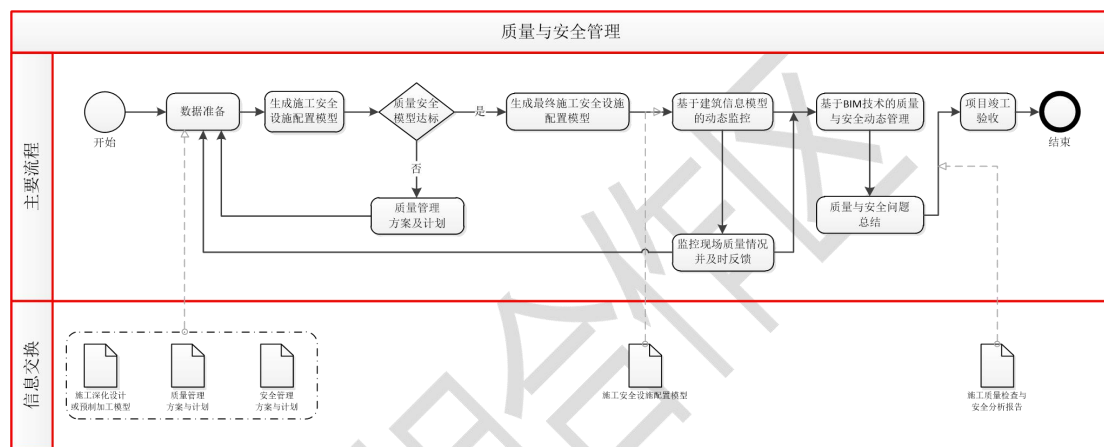 质量与安全管理
主要流程
开始
数据准备
生成施工安全
设施配置模型
质量安全
模型达标
是
否
质量管理
方案及计划
生成最终施工安全设施
配置模型
基于建筑信息模型
的动态监控
监控现场质量情况
并及时反馈
基于BIM技术的质量
与安全动态管理
质量与安全问题
总结
项目竣工
验收
结束
信息交换
施工深化设计
或预制加工模型
质量管理
方案与计划
安全管理
方案与计划
施工安全设施配置模型
施工质量检查与
安全分析报告
组合作区